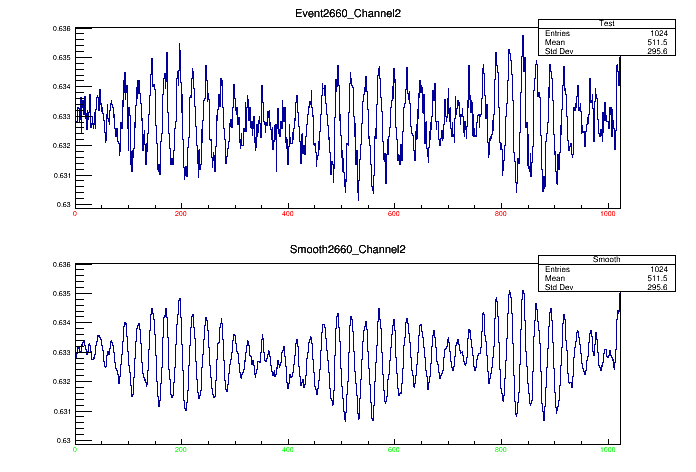 Event2660_Channel2
Test
Entries 1024
Mean 511.5
Std Dev 295.6
0.636
0.635
0.634
0.633
0.632
0.631
0.63
0 200 400 600 800 1000
Smooth2660_Channel2
Smooth
Entries 1024
Mean 511.5
Std Dev 295.6
0.636
0.635
0.634
0.633
0.632
0.631
0.63
0 200 400 600 800 1000